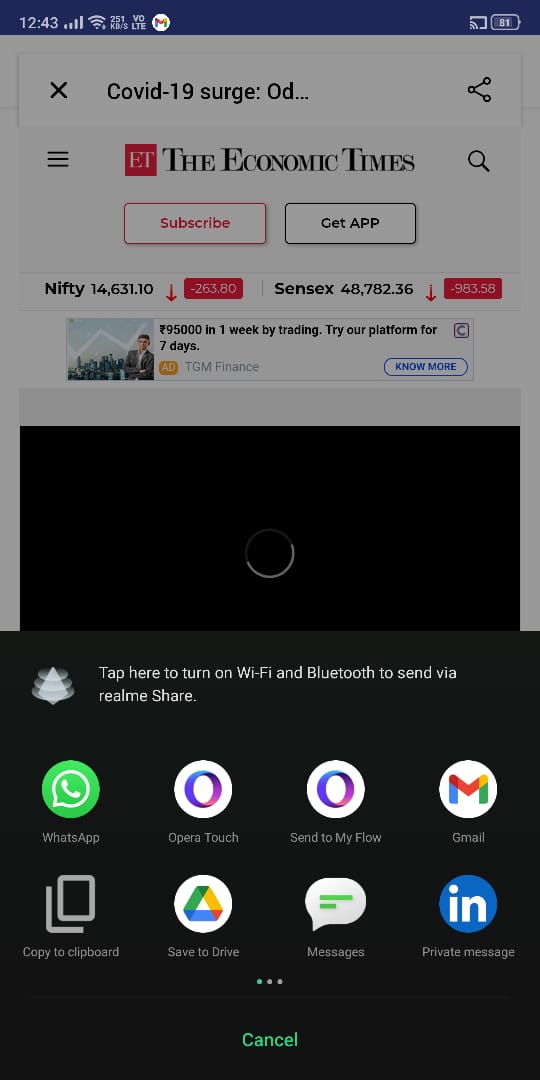 12:43 251 KB/S VO LTE 81
Covid-19 surge: Od...
ET THE ECONOMIC TIMES
Subscribe Get APP
Nifty 14,631.10 -263.80 Sensex 48,782.36 -983.58
₹95000 in 1 week by trading. Try our platform for
7 days.
AD TGM Finance KNOW MORE
Tap here to turn on Wi-Fi and Bluetooth to send via
realme Share.
WhatsApp Opera Touch Send to My Flow Gmail
in
Copy to clipboard Save to Drive Messages Private message
Cancel